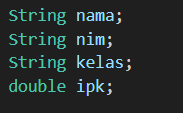 String nama;
String nim;
String kelas;
double ipk;